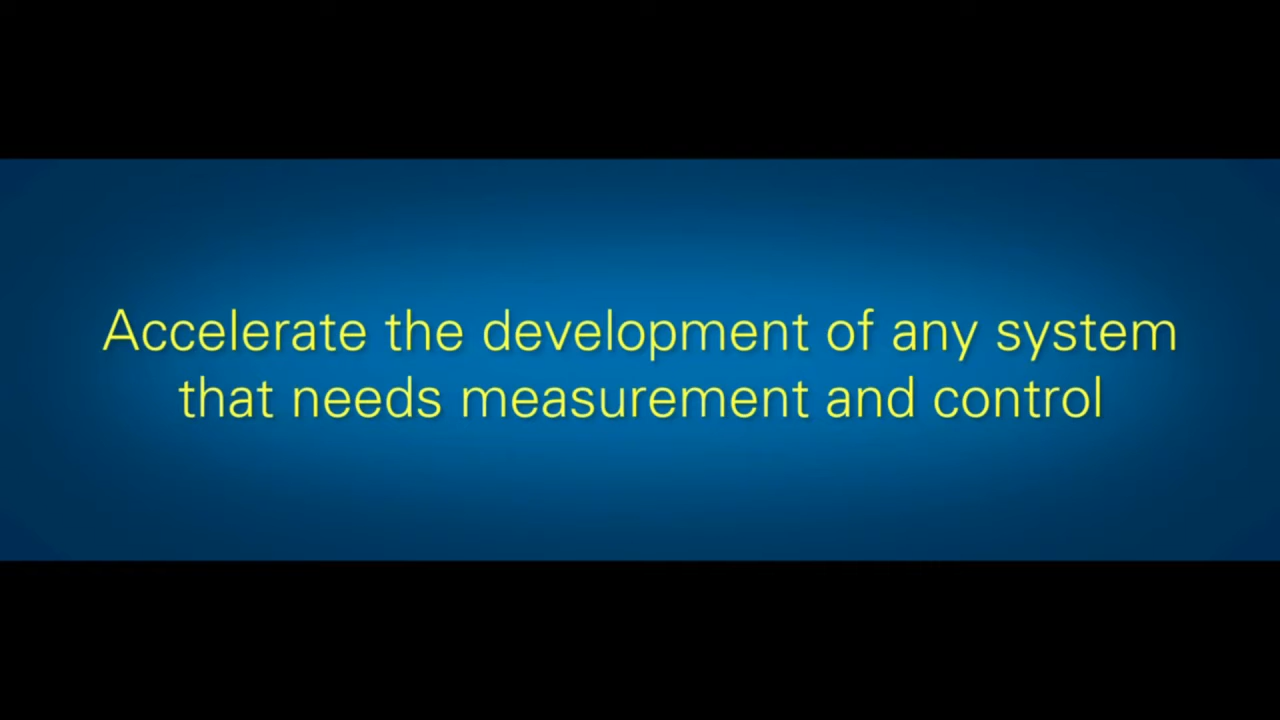 Accelerate the development of any system
that needs measurement and control